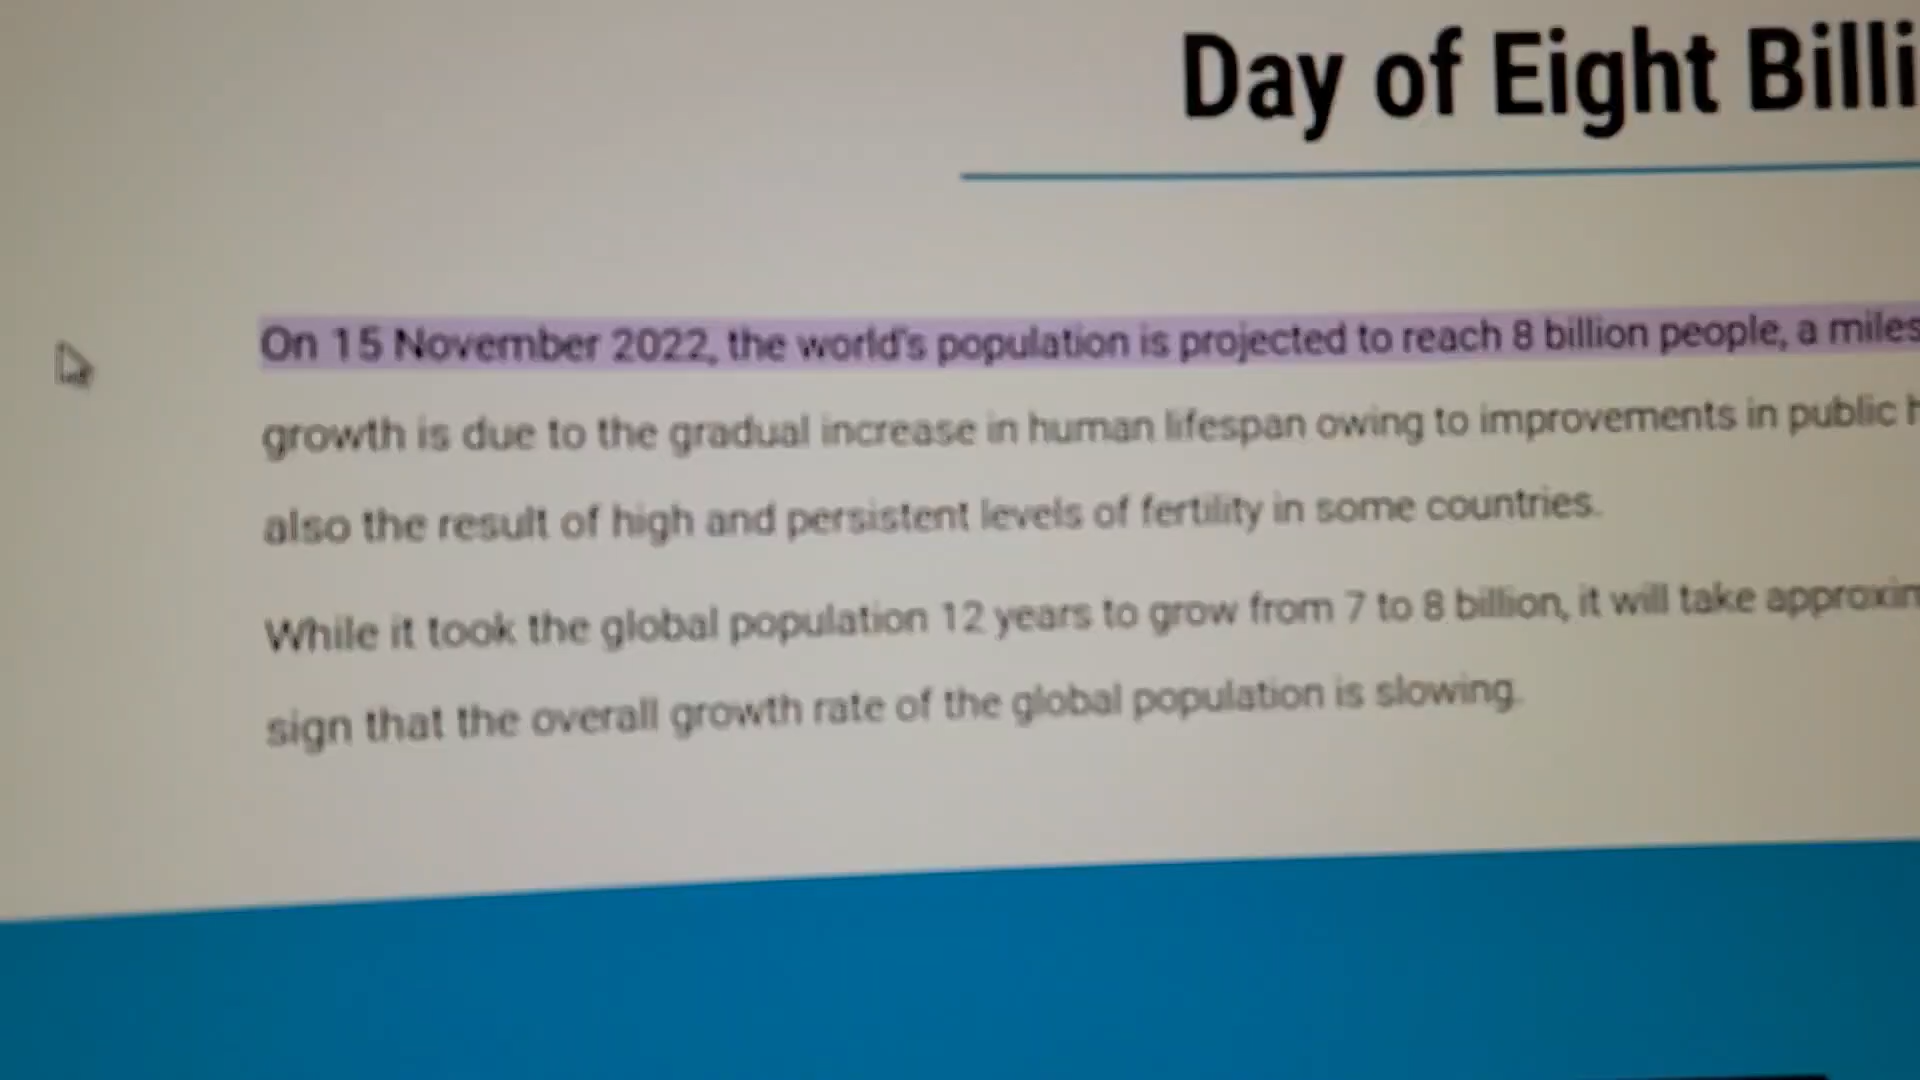 Day of Eight Billi
On 15 November 2022, the world's population is projected to reach 8 billion people, a miles
growth is due to the gradual increase in human lifespan owing to improvements in public h
also the result of high and persistent levels of fertility in some countries.
While it took the global population 12 years to grow from 7 to 8 billion, it will take approxim
sign that the overall growth rate of the global population is slowing.